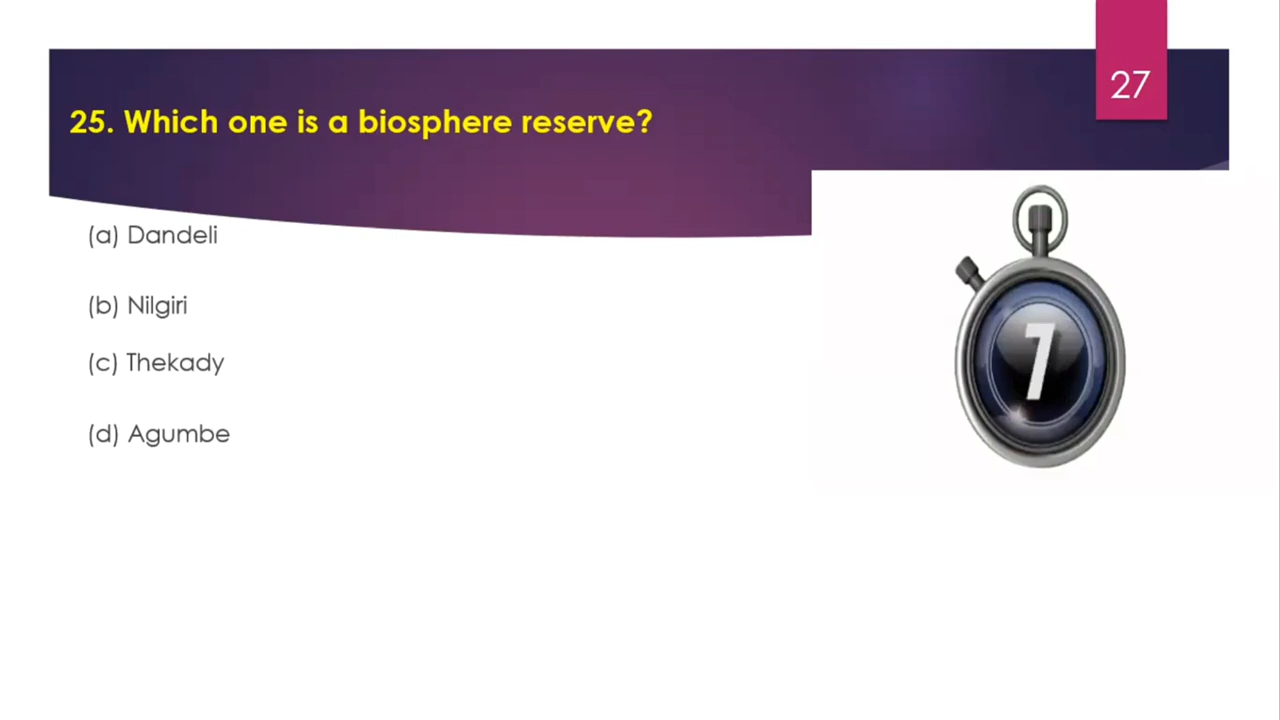 27
25. Which one is a biosphere reserve?
(a) Dandeli
(b) Nilgiri
(c) Thekady
(d) Agumbe
7